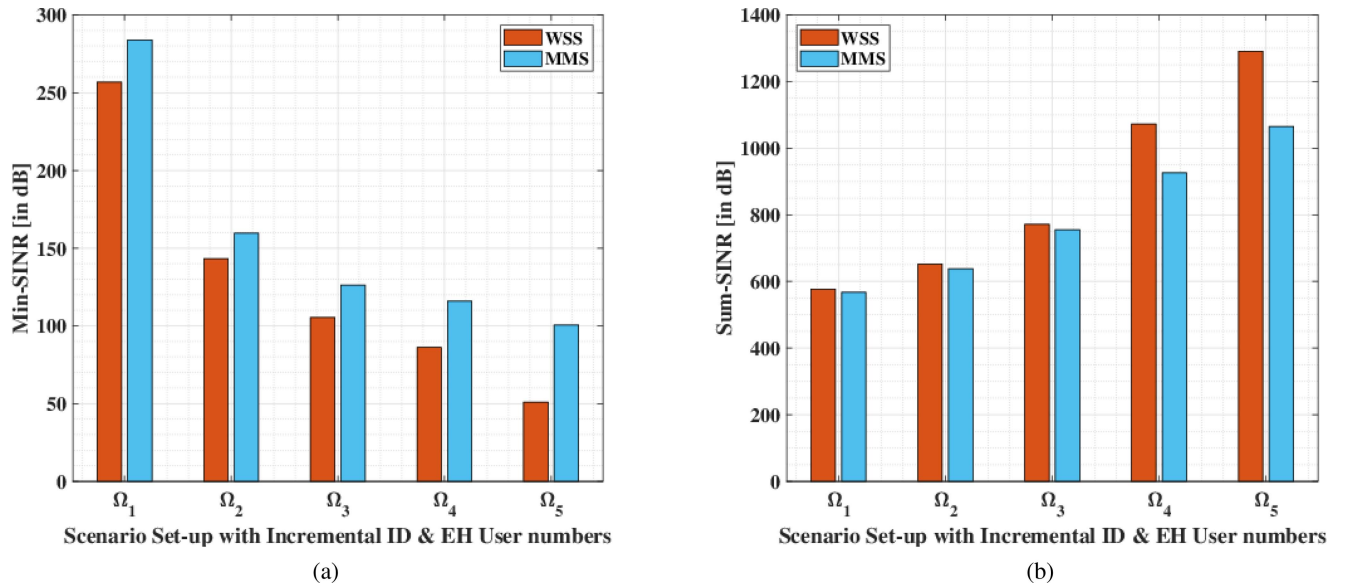 300
250
200
150
100
50
0
Min-SINR [in dB]
WSS
MMS
Ω1
Ω2
Ω3
Ω4
Ω5
Scenario Set-up with Incremental ID & EH User numbers
(a)
1400
1200
1000
800
600
400
200
0
Sum-SINR [in dB]
WSS
MMS
Ω1
Ω2
Ω3
Ω4
Ω5
Scenario Set-up with Incremental ID & EH User numbers
(b)